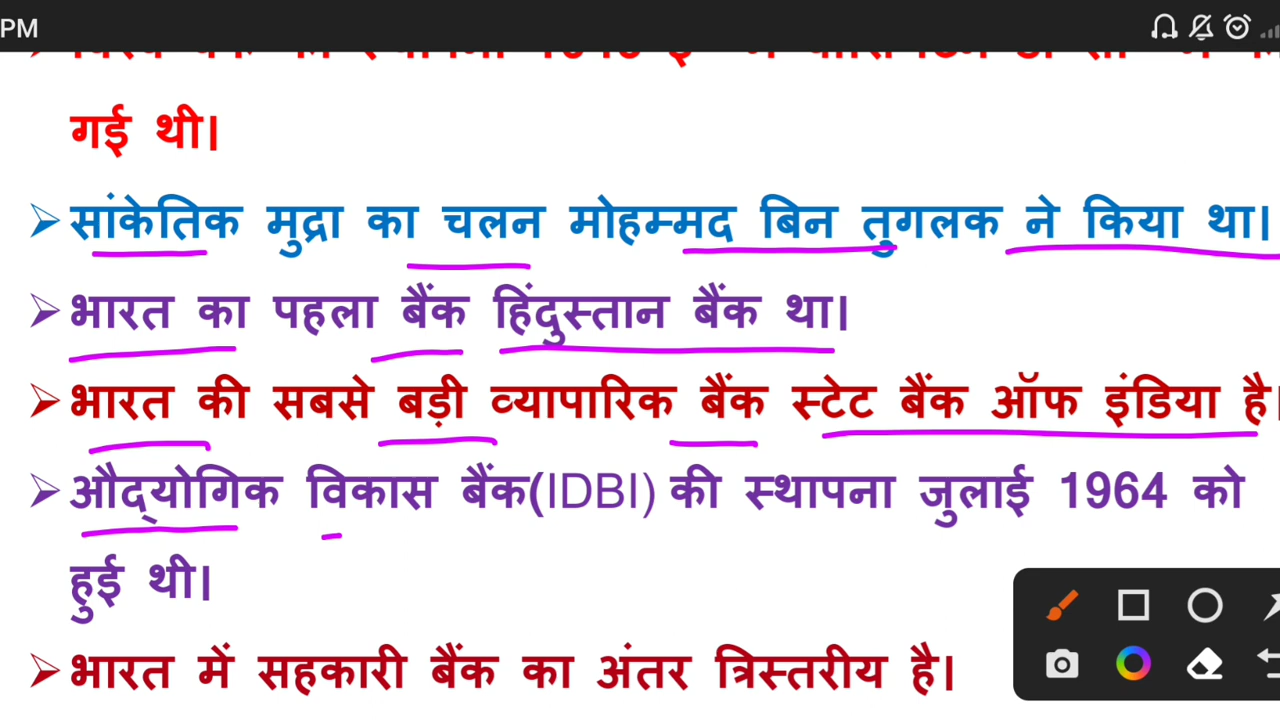 PM
गई थी।
➢ सांकेतिक मुद्रा का चलन मोहम्मद बिन तुगलक ने किया था।
➢ भारत का पहला बैंक हिंदुस्तान बैंक था।
➢ भारत की सबसे बड़ी व्यापारिक बैंक स्टेट बैंक ऑफ इंडिया है।
➢ औद्योगिक विकास बैंक(IDBI) की स्थापना जुलाई 1964 को
हुई थी।
➢ भारत में सहकारी बैंक का अंतर त्रिस्तरीय है।